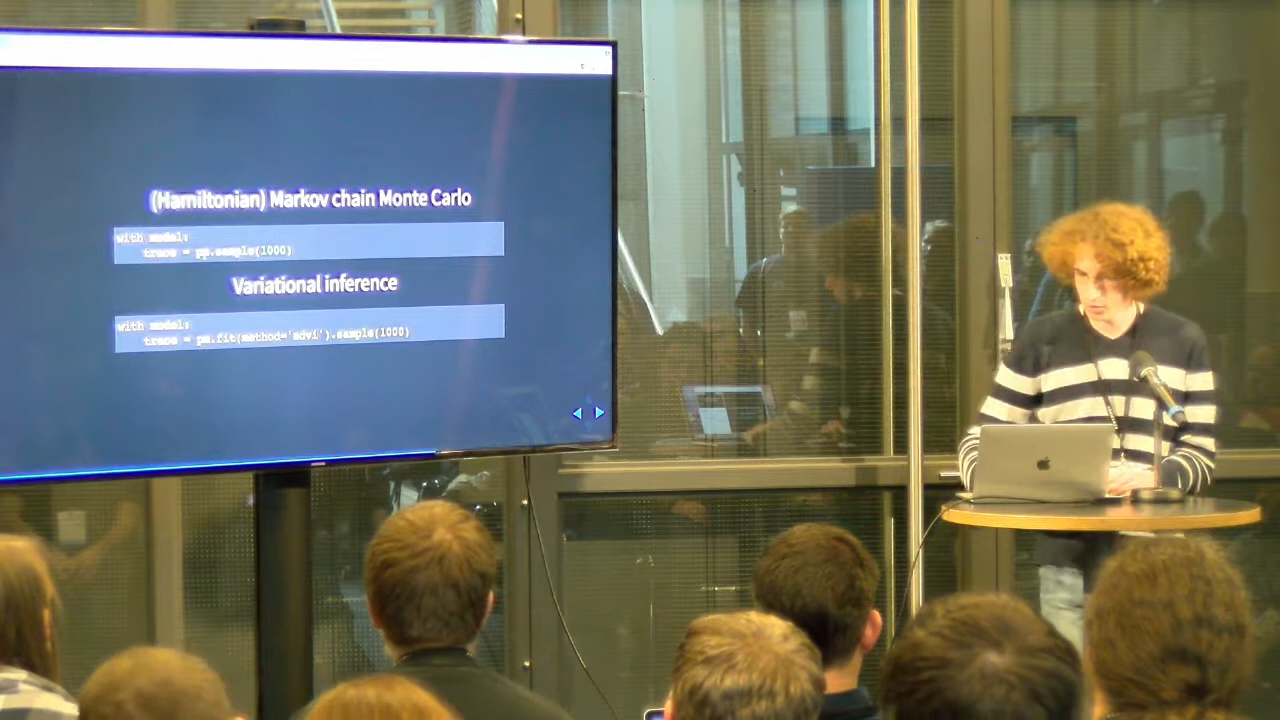 (Hamiltonian) Markov chain Monte Carlo
with model:
trace = pp.sample(1000)
Variational inference
with model:
trace = pm.fit(method='advi').sample(1000)